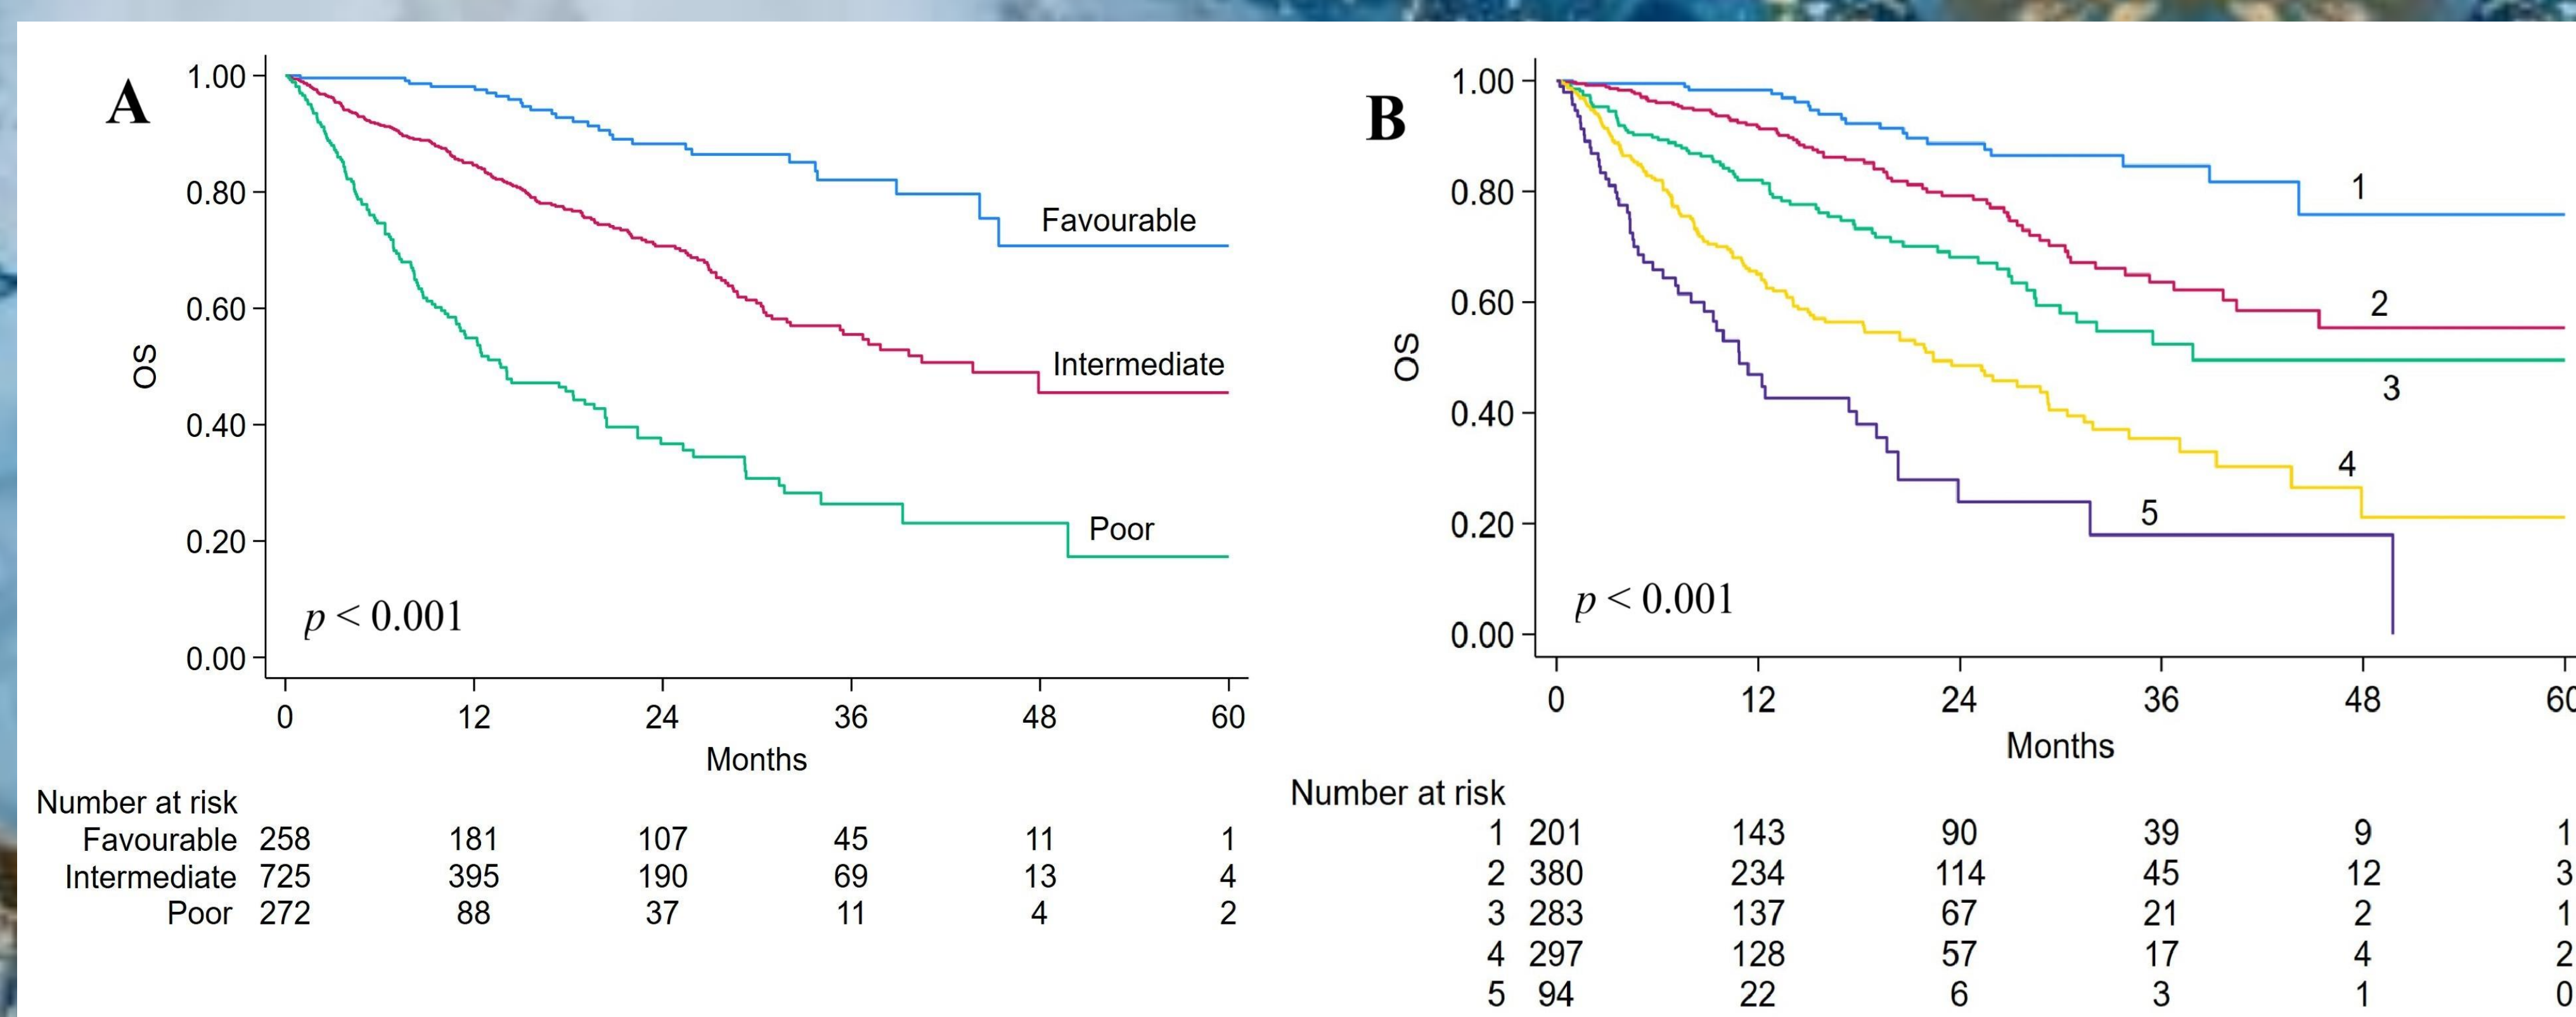 A
1.00
0.80
0.60
0.40
0.20
0.00
OS
Favourable
Intermediate
Poor
p < 0.001
0 12 24 36 48 60
Months
Number at risk
Favourable 258 181 107 45 11 1
Intermediate 725 395 190 69 13 4
Poor 272 88 37 11 4 2
B
1.00
0.80
0.60
0.40
0.20
0.00
OS
1
2
3
4
5
p < 0.001
0 12 24 36 48 60
Months
Number at risk
1 201 143 90 39 9 1
2 380 234 114 45 12 3
3 283 137 67 21 2 1
4 297 128 57 17 4 2
5 94 22 6 3 1 0